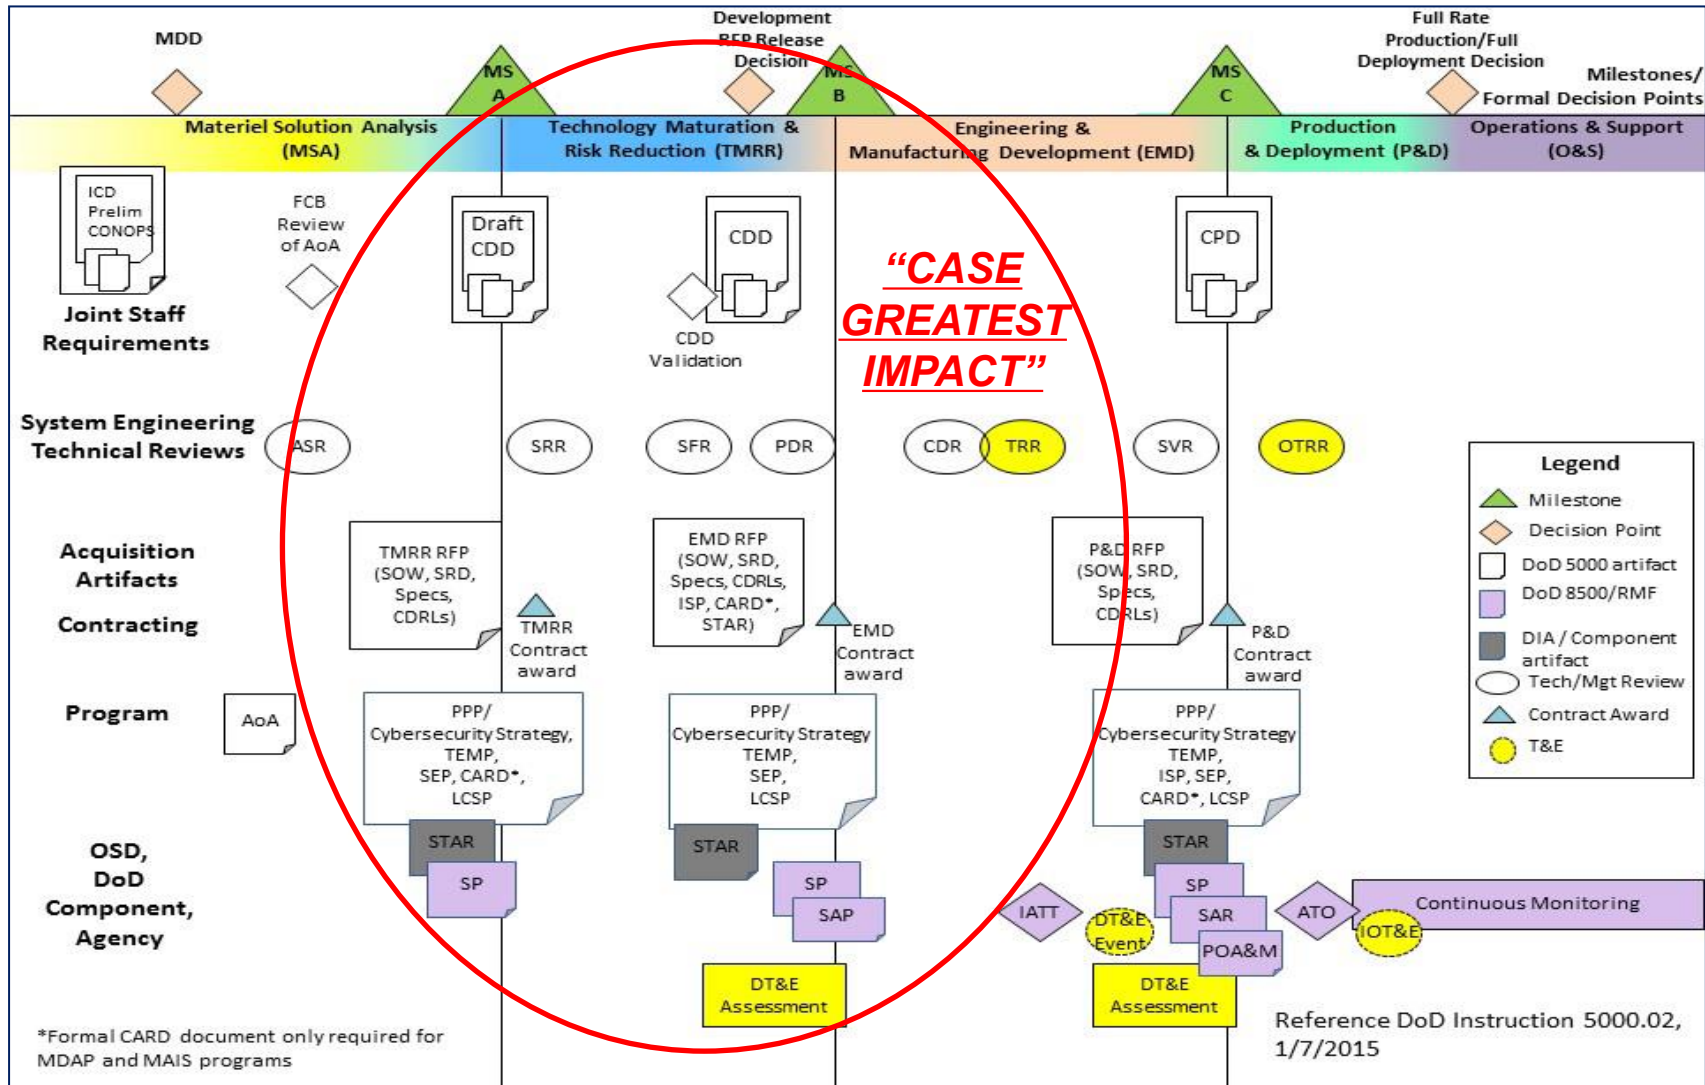 MDD
Development
RFP Release
Decision
Full Rate
Production/Full
Deployment Decision
Milestones/
Formal Decision Points
MS
A
MS
B
MS
C
Materiel Solution Analysis
(MSA)
Technology Maturation &
Risk Reduction (TMRR)
Engineering &
Manufacturing Development (EMD)
Production
& Deployment (P&D)
Operations & Support
(O&S)
ICD
Prelim
CONOPS
FCB
Review
of AoA
Draft
CDD
CDD
CDD
Validation
“CASE
GREATEST
IMPACT”
CPD
Joint Staff
Requirements
System Engineering
Technical Reviews
ASR
SRR
SFR
PDR
CDR
TRR
SVR
OTRR
Acquisition
Artifacts
Contracting
TMRR RFP
(SOW, SRD,
Specs,
CDRLs)
TMRR
Contract
award
EMD RFP
(SOW, SRD,
Specs, CDRLs,
ISP, CARD*,
STAR)
EMD
Contract
award
P&D RFP
(SOW, SRD,
Specs,
CDRLs)
P&D
Contract
award
Program
AoA
PPP/
Cybersecurity Strategy,
TEMP,
SEP, CARD*,
LCSP
PPP/
Cybersecurity Strategy
TEMP,
SEP,
LCSP
PPP/
Cybersecurity Strategy
TEMP,
ISP, SEP,
CARD*, LCSP
OSD,
DoD
Component,
Agency
STAR
SP
STAR
SP
SAP
IATT
DT&E
Event
STAR
SP
SAR
POA&M
ATO
IOT&E
Continuous Monitoring
DT&E
Assessment
DT&E
Assessment
Legend
Milestone
Decision Point
DoD 5000 artifact
DoD 8500/RMF
DIA / Component
artifact
Tech/Mgt Review
Contract Award
T&E
*Formal CARD document only required for
MDAP and MAIS programs
Reference DoD Instruction 5000.02,
1/7/2015